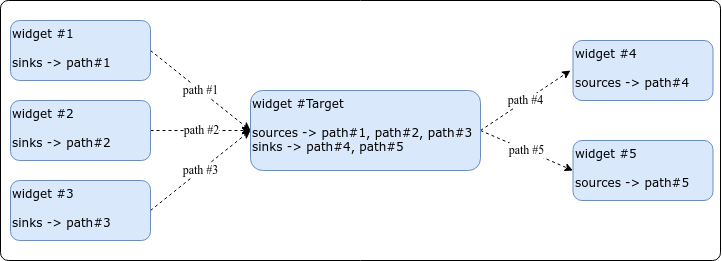 widget #1
sinks -> path#1
widget #2
sinks -> path#2
widget #3
sinks -> path#3
path #1
path #2
path #3
widget #Target
sources -> path#1, path#2, path#3
sinks -> path#4, path#5
path #4
path #5
widget #4
sources -> path#4
widget #5
sources -> path#5